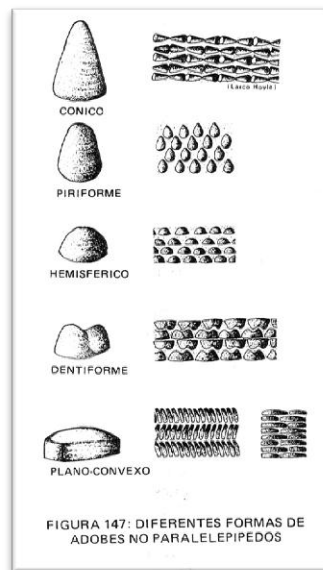 (Larco Hoyle)
CONICO
PIRIFORME
HEMISFERICO
DENTIFORME
PLANO-CONVEXO
FIGURA 147: DIFERENTES FORMAS DE
ADOBES NO PARALELEPIPEDOS